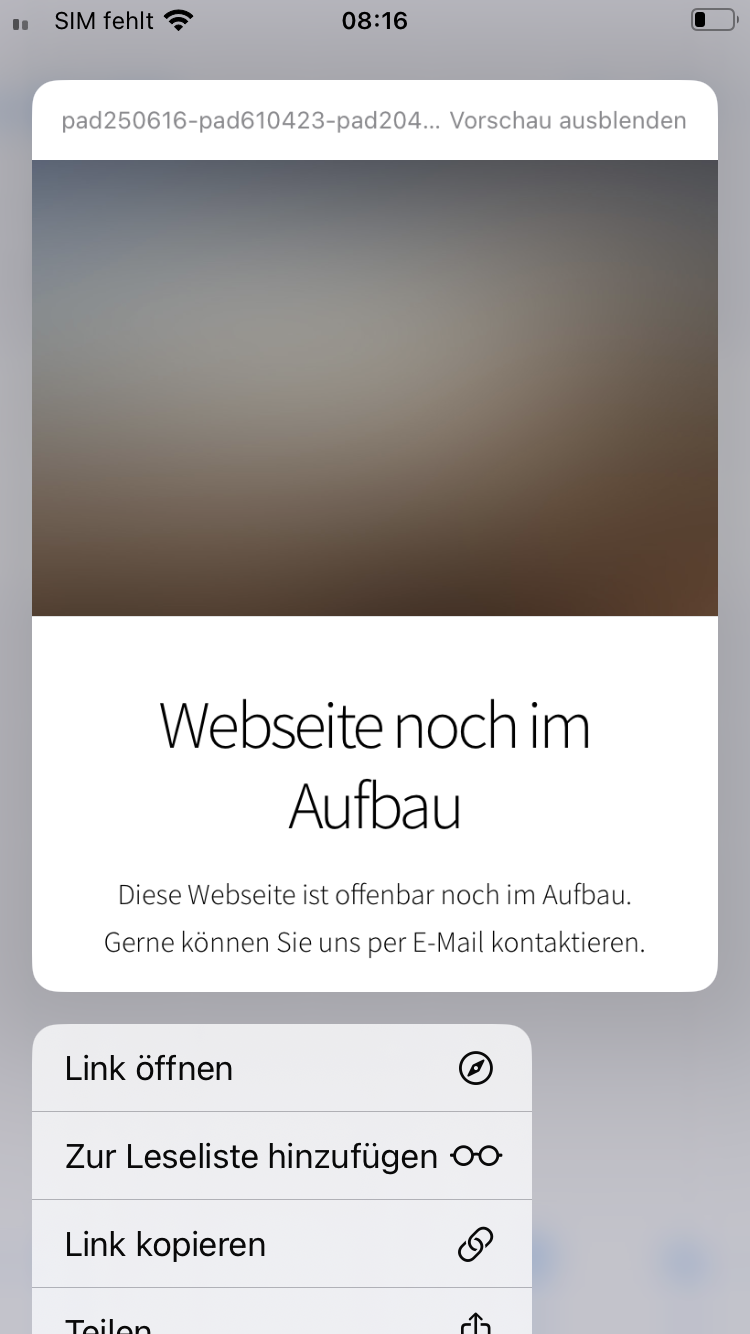 SIM fehlt 08:16
pad250616-pad610423-pad204... Vorschau ausblenden
Webseite noch im
Aufbau
Diese Webseite ist offenbar noch im Aufbau.
Gerne können Sie uns per E-Mail kontaktieren.
Link öffnen
Zur Leseliste hinzufügen
Link kopieren
Teilen